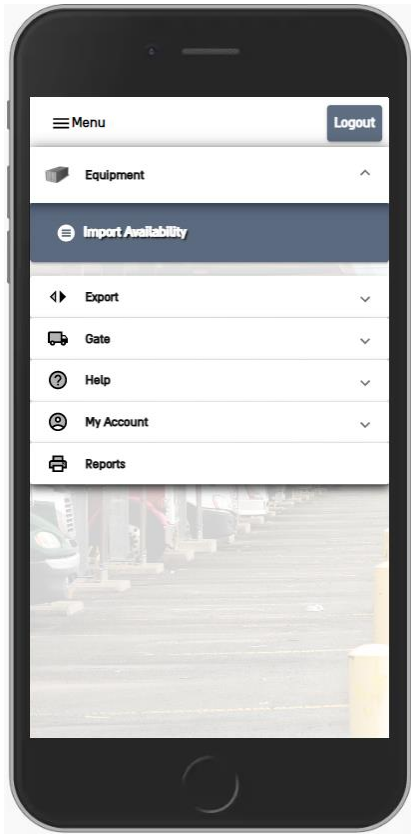 Menu
Logout
Equipment
Import Availability
Export
Gate
Help
My Account
Reports